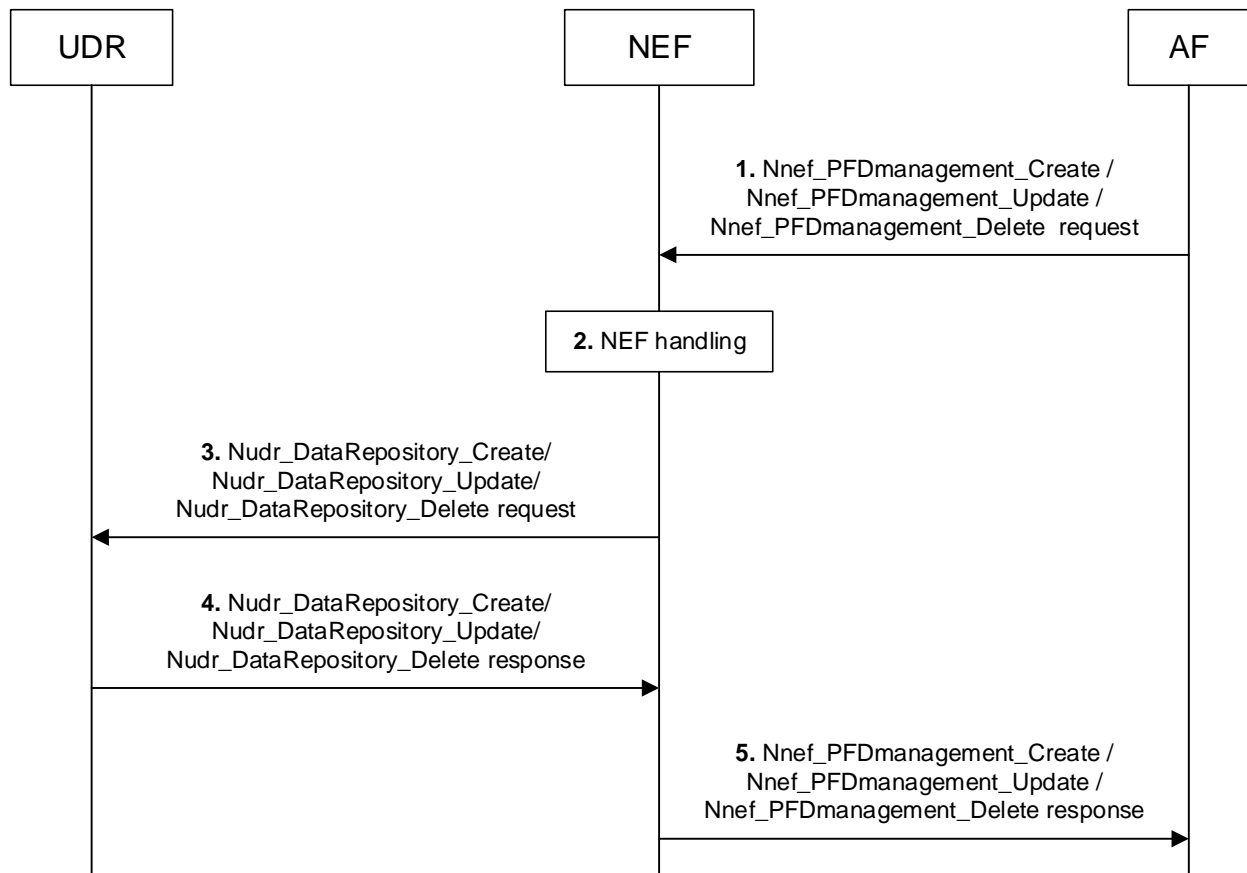 UDR
NEF
AF
1. Nnef_PFDmanagement_Create /
Nnef_PFDmanagement_Update /
Nnef_PFDmanagement_Delete  request
2. NEF handling
3. Nudr_DataRepository_Create/
Nudr_DataRepository_Update/
Nudr_DataRepository_Delete request
4. Nudr_DataRepository_Create/
Nudr_DataRepository_Update/
Nudr_DataRepository_Delete response
5. Nnef_PFDmanagement_Create /
Nnef_PFDmanagement_Update /
Nnef_PFDmanagement_Delete response